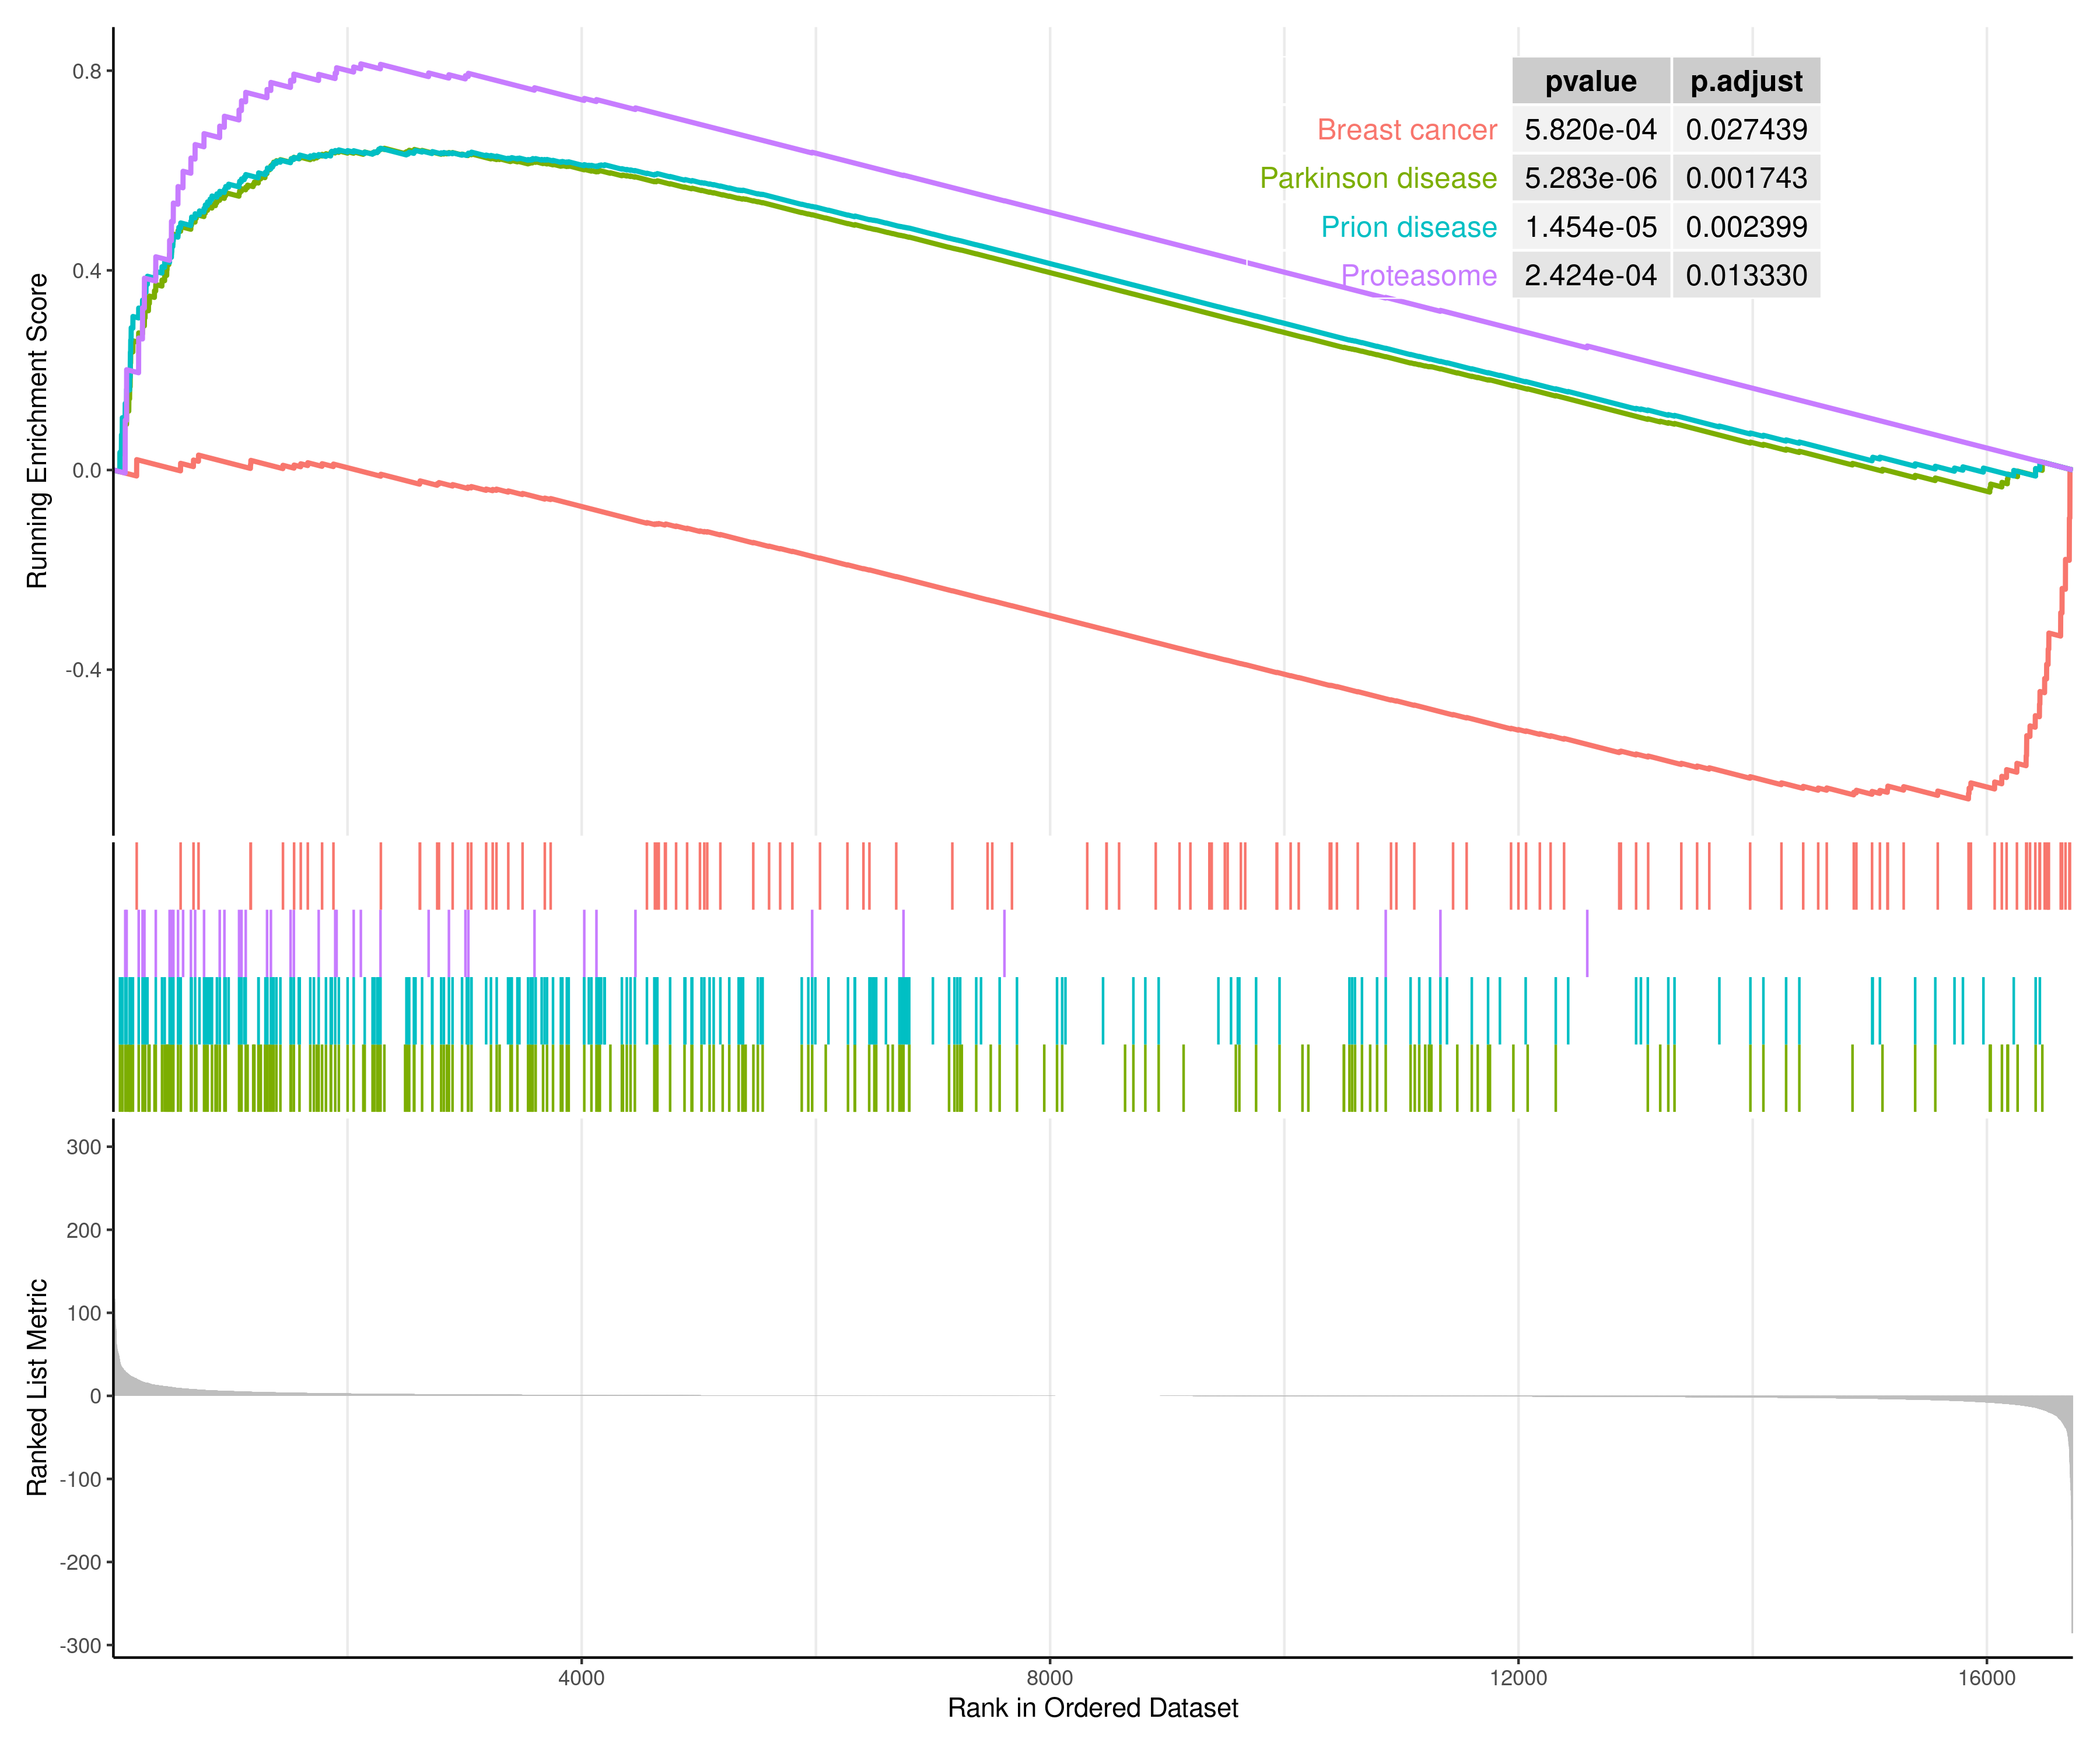 Running Enrichment Score
0.8
0.4
0.0
-0.4
pvalue p.adjust
Breast cancer 5.820e-04 0.027439
Parkinson disease 5.283e-06 0.001743
Prion disease 1.454e-05 0.002399
Proteasome 2.424e-04 0.013330
Ranked List Metric
300
200
100
0
-100
-200
-300
4000 8000 12000 16000
Rank in Ordered Dataset